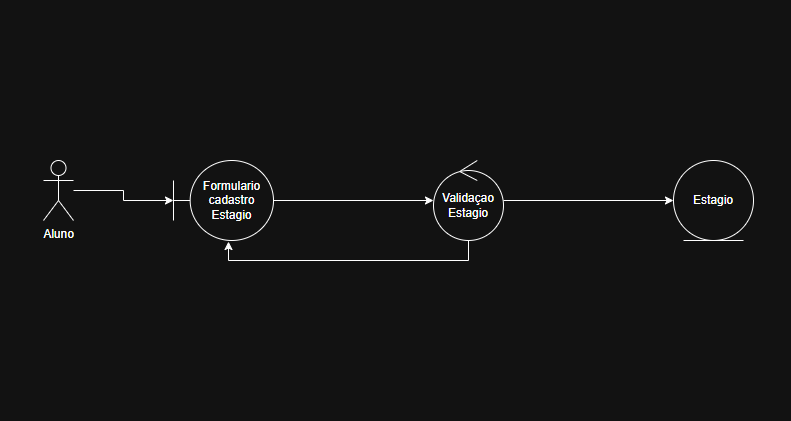 Aluno
Formulario
cadastro
Estagio
Validaçao
Estagio
Estagio